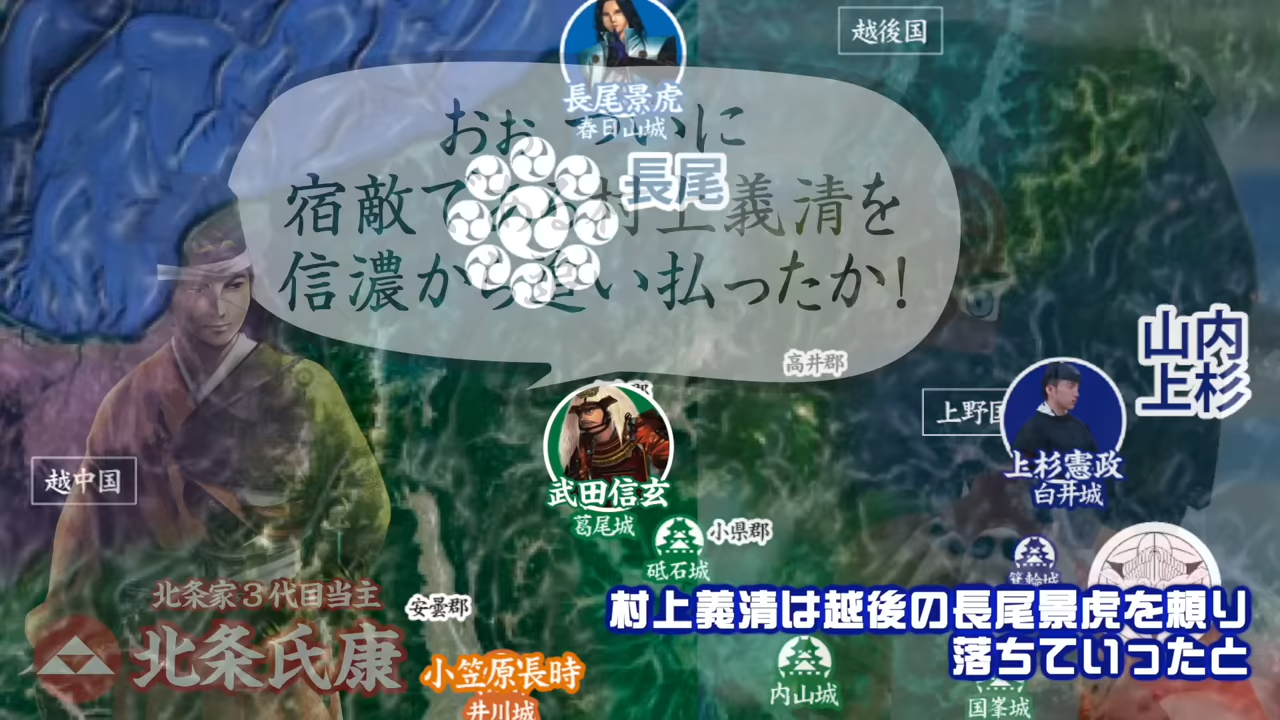 越後国
長尾景虎
春日山城
長尾
おお
いに
宿敵で
村上義清を
信濃から追い払ったか!
高井郡
山内
上杉
上野国
上杉憲政
白井城
越中国
武田信玄
葛尾城
小県郡
砥石城
箕輪城
安曇郡
北条家3代目当主
北条氏康
村上義清は越後の長尾景虎を頼り
落ちていったと
小笠原長時
井川城
内山城
国峯城